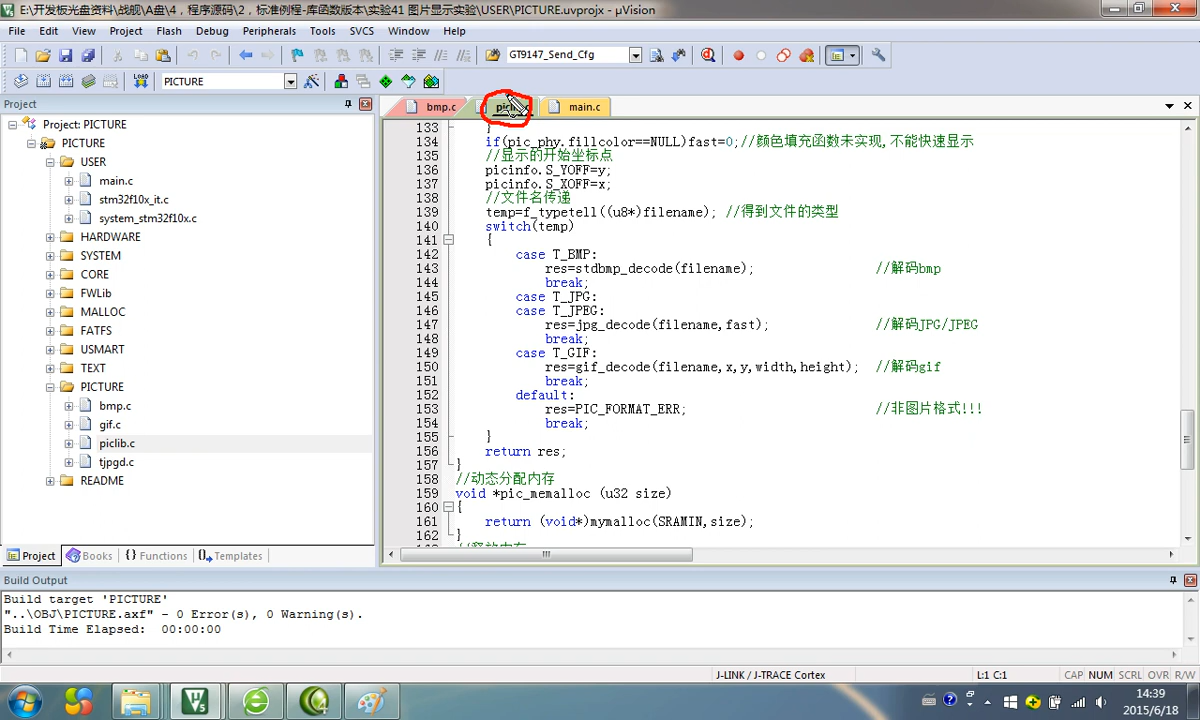 E:\开发板光盘资料\战舰\A盘\4，程序源码\2，标准例程-库函数版本\实验41 图片显示实验\USER\PICTURE.uvprojx - µVision
File Edit View Project Flash Debug Peripherals Tools SVCS Window Help
GT9147_Send_Cfg
LOAD PICTURE
Project
bmp.c main.c
Project: PICTURE
PICTURE
USER
main.c
stm32f10x_it.c
system_stm32f10x.c
HARDWARE
SYSTEM
CORE
FWLib
MALLOC
FATFS
USMART
TEXT
PICTURE
bmp.c
gif.c
piclib.c
tjpgd.c
README
Project Books {} Functions Templates
133 }
134 if(pic_phy.fillcolor==NULL)fast=0;//颜色填充函数未实现,不能快速显示
135 //显示的开始坐标点
136 picinfo.S_YOFF=y;
137 picinfo.S_XOFF=x;
138 //文件名传递
139 temp=f_typetell((u8*)filename); //得到文件的类型
140 switch(temp)
141 {
142 case T_BMP:
143 res=stdbmp_decode(filename); //解码bmp
144 break;
145 case T_JPG:
146 case T_JPEG:
147 res=jpg_decode(filename,fast); //解码JPG/JPEG
148 break;
149 case T_GIF:
150 res=gif_decode(filename,x,y,width,height); //解码gif
151 break;
152 default:
153 res=PIC_FORMAT_ERR; //非图片格式!!!
154 break;
155 }
156 return res;
157 }
158 //动态分配内存
159 void *pic_memalloc (u32 size)
160 {
161 return (void*)mymalloc(SRAMIN,size);
162 }
Build Output
Build target 'PICTURE'
"..\OBJ\PICTURE.axf" - 0 Error(s), 0 Warning(s).
Build Time Elapsed:  00:00:00
J-LINK / J-TRACE Cortex L:1 C:1 CAP NUM SCRL OVR R/W
14:39
2015/6/18